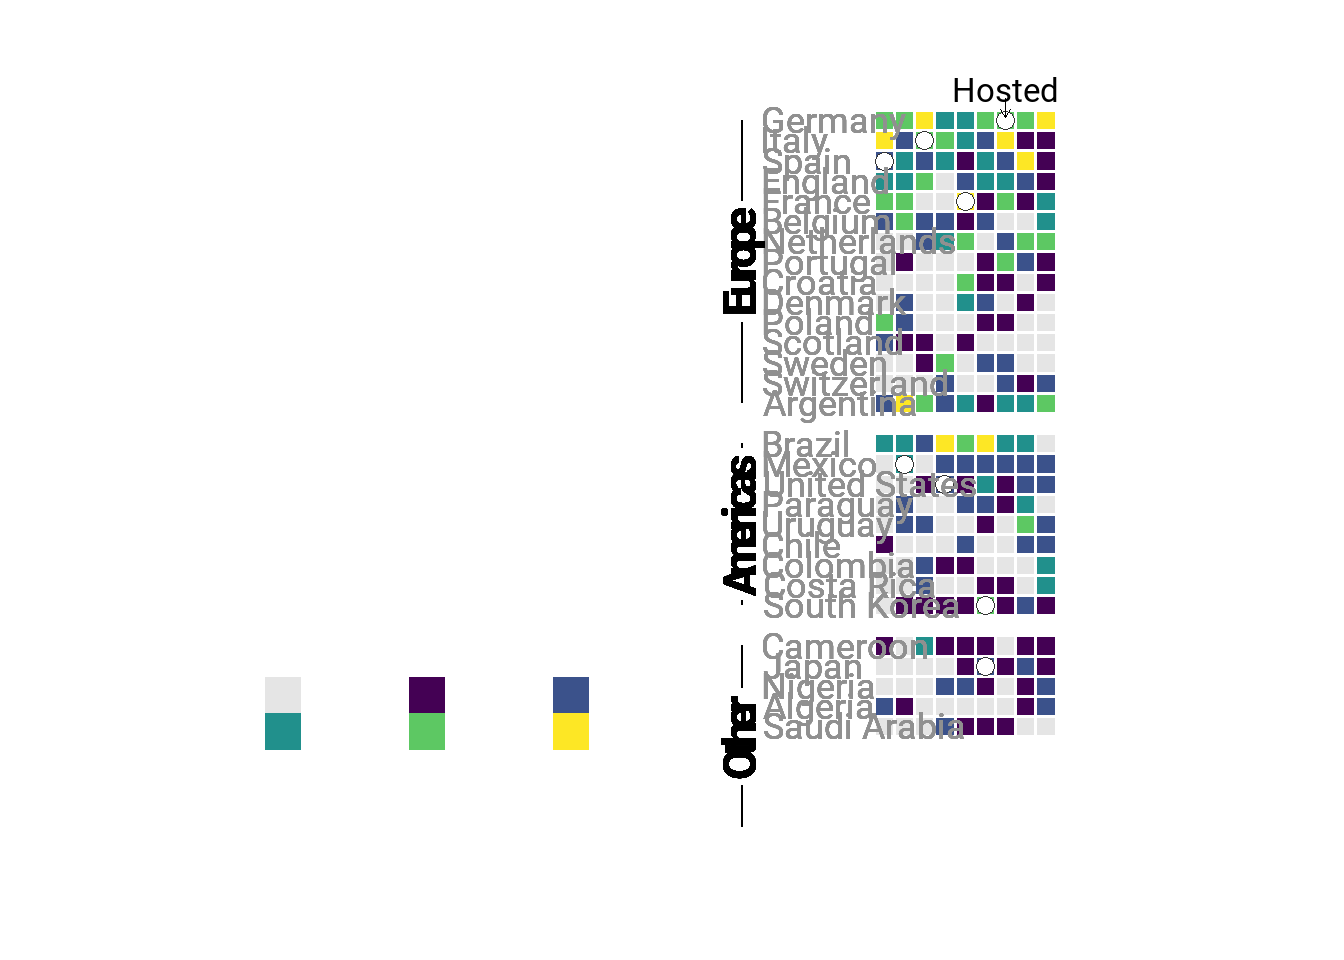 Hosted
Germany
Italy
Spain
England
France
Belgium
Netherlands
Portugal
Croatia
Denmark
Poland
Scotland
Sweden
Switzerland
Argentina
Europe
Brazil
Mexico
United States
Paraguay
Uruguay
Chile
Colombia
Costa Rica
South Korea
Americas
Cameroon
Japan
Nigeria
Algeria
Saudi Arabia
Other